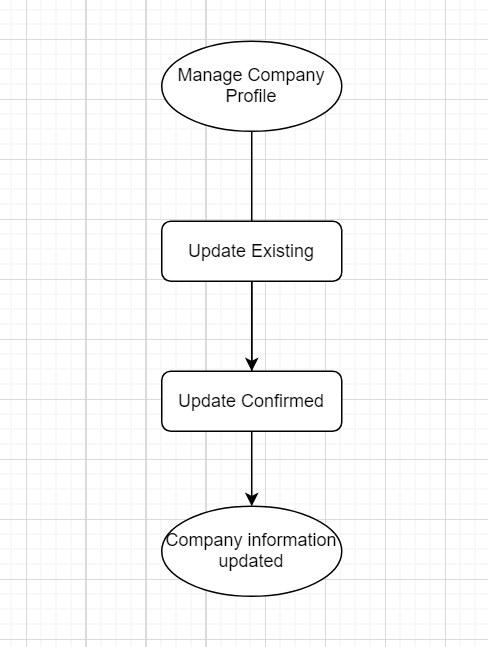 Manage Company
Profile
Update Existing
Update Confirmed
Company information
updated